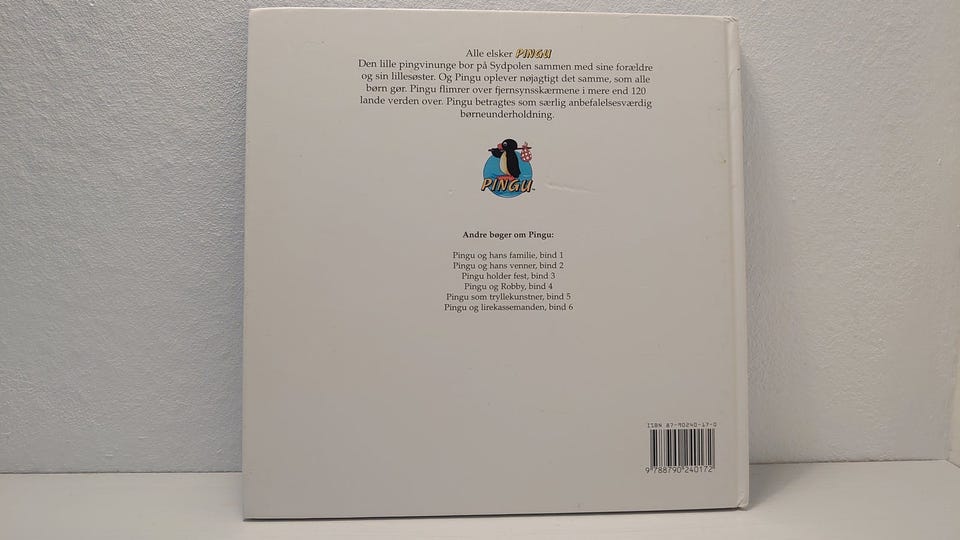 Alle elsker PINGU
Den lille pingvinunge bor på Sydpolen sammen med sine forældre
og sin lillesøster. Og Pingu oplever nøjagtigt det samme, som alle
børn gør. Pingu flimrer over fjernsynsskærmene i mere end 120
lande verden over. Pingu betragtes som særlig anbefalelsesværdig
børneunderholdning.
PINGU™
Andre bøger om Pingu:
Pingu og hans familie, bind 1
Pingu og hans venner, bind 2
Pingu holder fest, bind 3
Pingu og Robby, bind 4
Pingu som tryllekunstner, bind 5
Pingu og lirekassemanden, bind 6
ISBN 87-90240-17-0
9 788790 240172